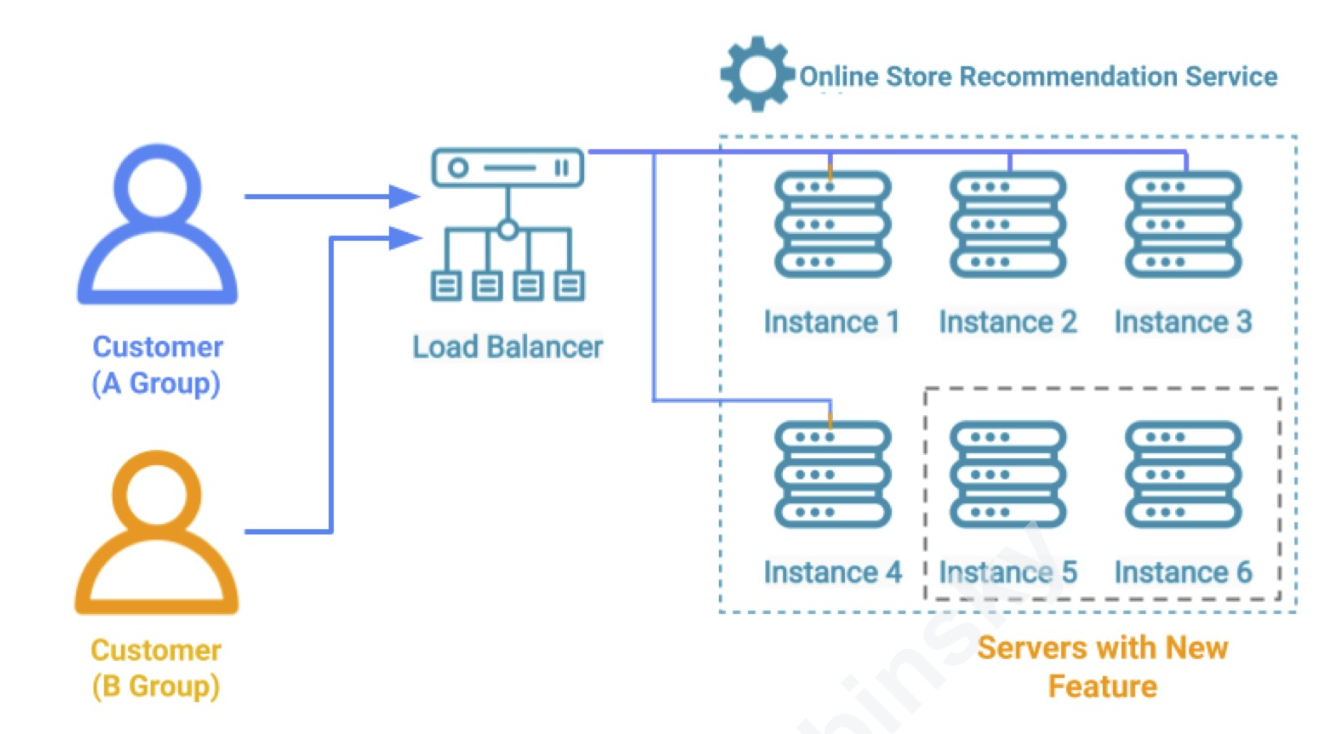 Online Store Recommendation Service
Customer
(A Group)
Load Balancer
Instance 1
Instance 2
Instance 3
Customer
(B Group)
Instance 4
Instance 5
Instance 6
Servers with New
Feature